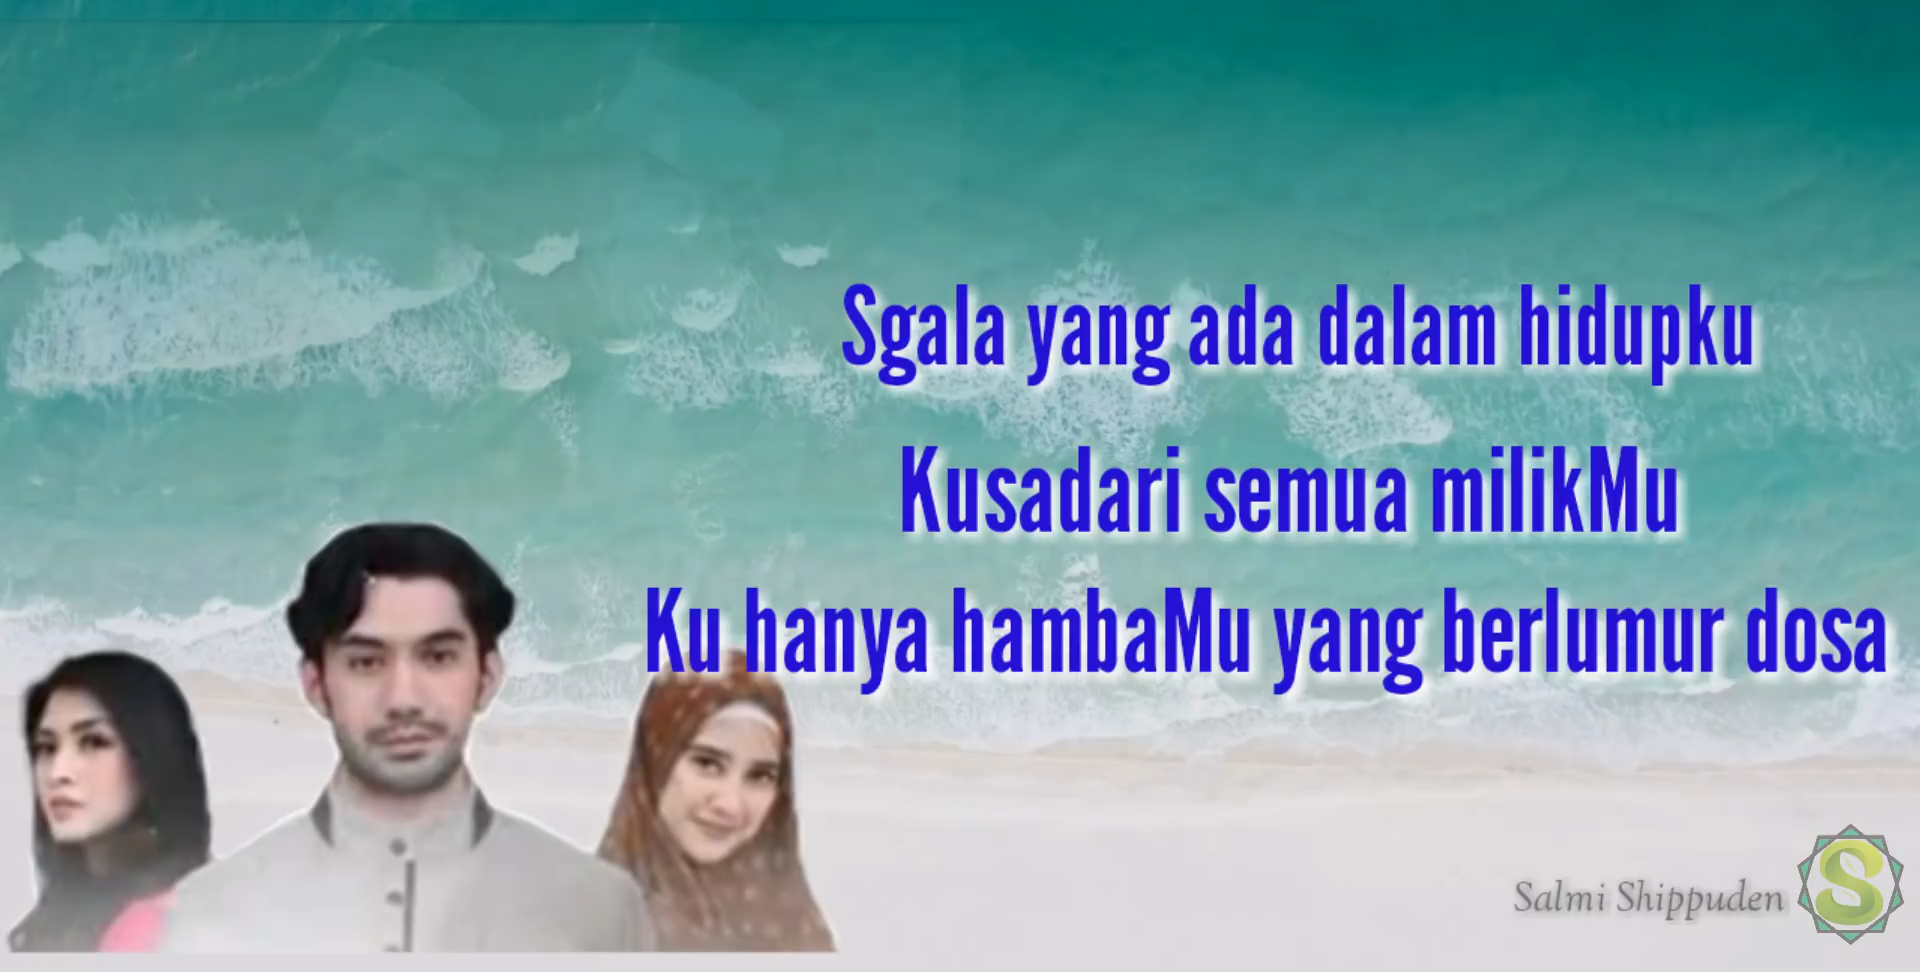 Sgala yang ada dalam hidupku
Kusadari semua milikMu
Ku hanya hambaMu yang berlumur dosa
Salmi Shippuden
S